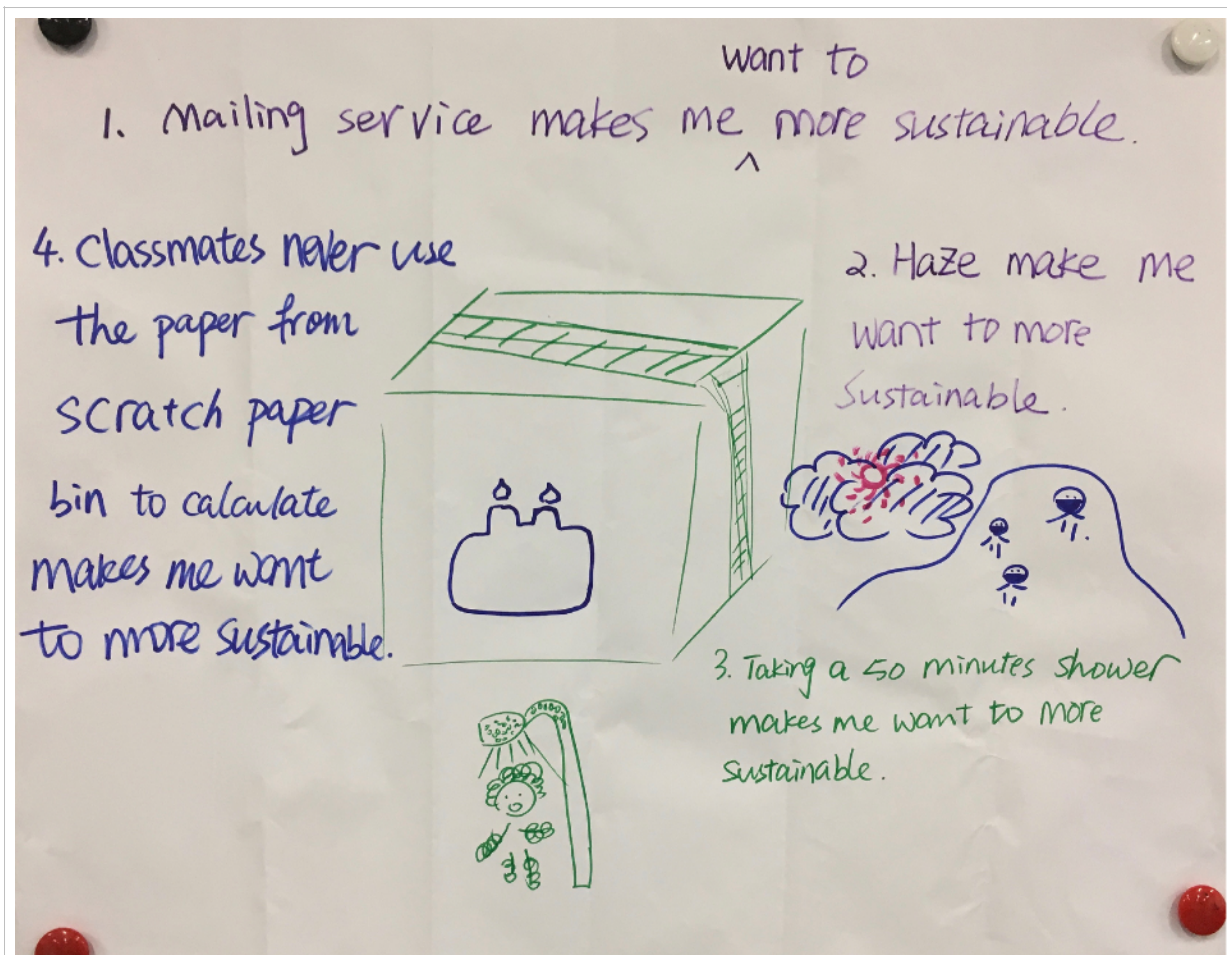 want to
1. Mailing service makes me ^ more sustainable.
2. Haze make me
want to more
Sustainable.
3. Taking a 50 minutes shower
makes me want to more
sustainable.
4. Classmates never use
the paper from
scratch paper
bin to calculate
makes me want
to more sustainable.